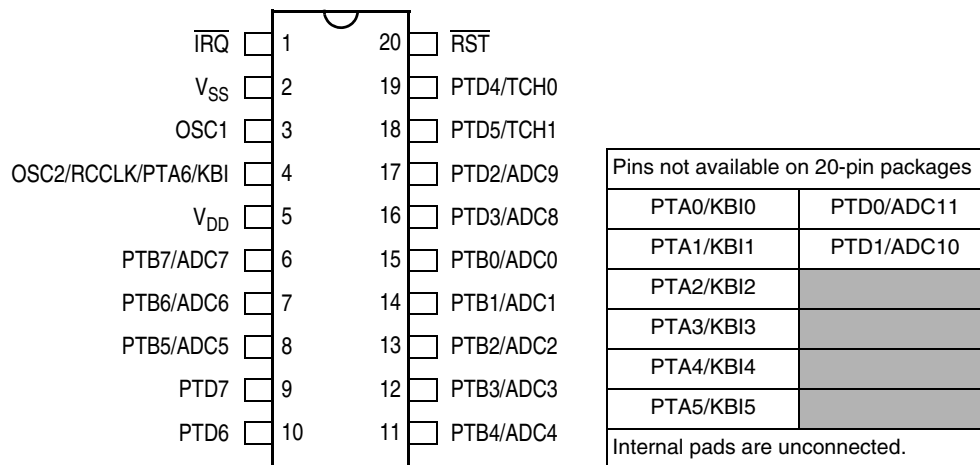 IRQ 1 20 RST
VSS 2 19 PTD4/TCH0
OSC1 3 18 PTD5/TCH1
OSC2/RCCLK/PTA6/KBI 4 17 PTD2/ADC9
VDD 5 16 PTD3/ADC8
PTB7/ADC7 6 15 PTB0/ADC0
PTB6/ADC6 7 14 PTB1/ADC1
PTB5/ADC5 8 13 PTB2/ADC2
PTD7 9 12 PTB3/ADC3
PTD6 10 11 PTB4/ADC4
Pins not available on 20-pin packages
PTA0/KBI0 PTD0/ADC11
PTA1/KBI1 PTD1/ADC10
PTA2/KBI2
PTA3/KBI3
PTA4/KBI4
PTA5/KBI5
Internal pads are unconnected.